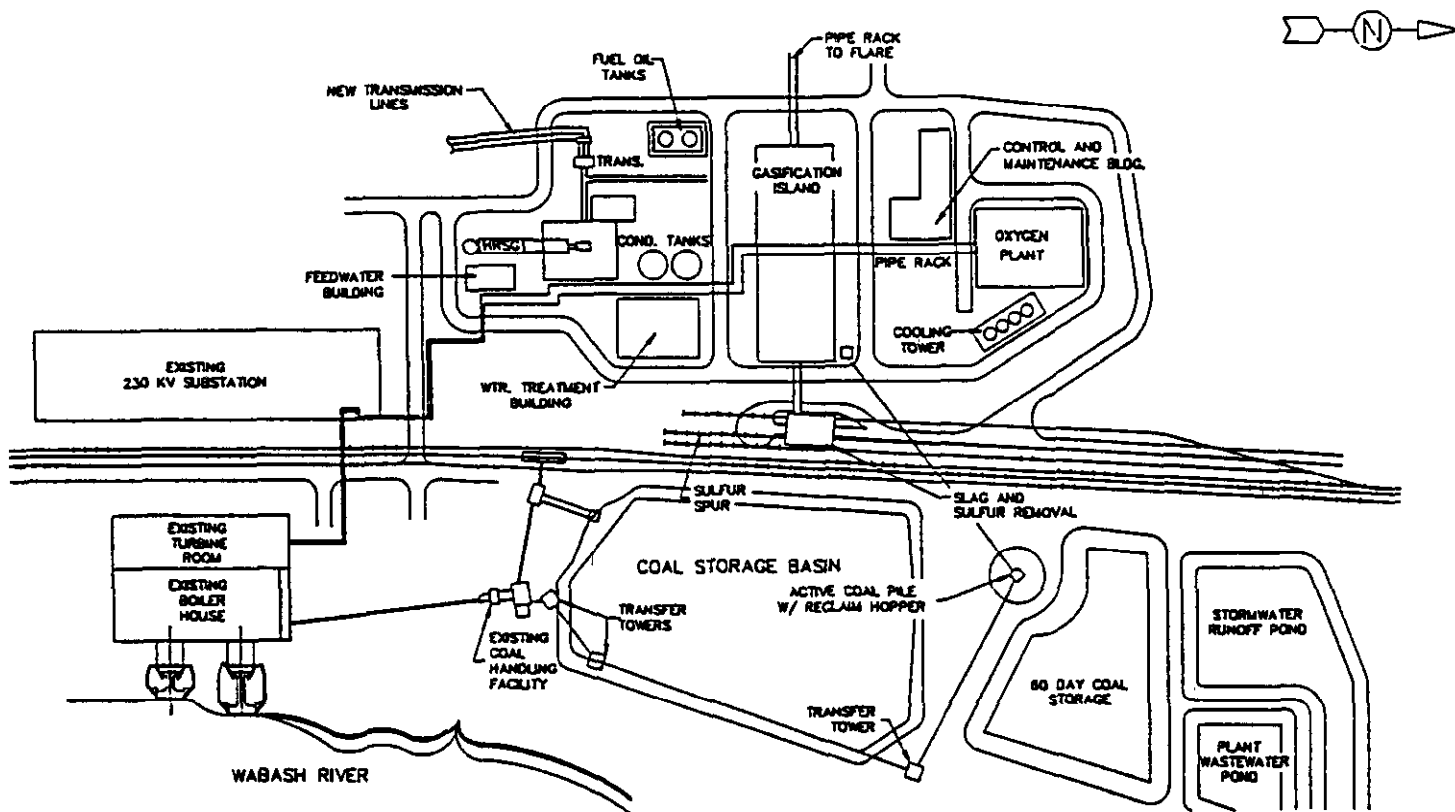 N
PIPE RACK
TO FLARE
FUEL OIL
TANKS
NEW TRANSMISSION
LINES
TRANS.
GASIFICATION
ISLAND
CONTROL AND
MAINTENANCE BLDG.
HRSG
COND. TANKS
OXYGEN
PLANT
PIPE RACK
FEEDWATER
BUILDING
COOLING
TOWER
EXISTING
230 KV SUBSTATION
WTR. TREATMENT
BUILDING
SULFUR
SPUR
SLAG AND
SULFUR REMOVAL
EXISTING
TURBINE
ROOM
EXISTING
BOILER
HOUSE
COAL STORAGE BASIN
ACTIVE COAL PILE
W/ RECLAIM HOPPER
TRANSFER
TOWERS
EXISTING
COAL
HANDLING
FACILITY
STORMWATER
RUNOFF POND
60 DAY COAL
STORAGE
TRANSFER
TOWER
PLANT
WASTEWATER
POND
WABASH RIVER